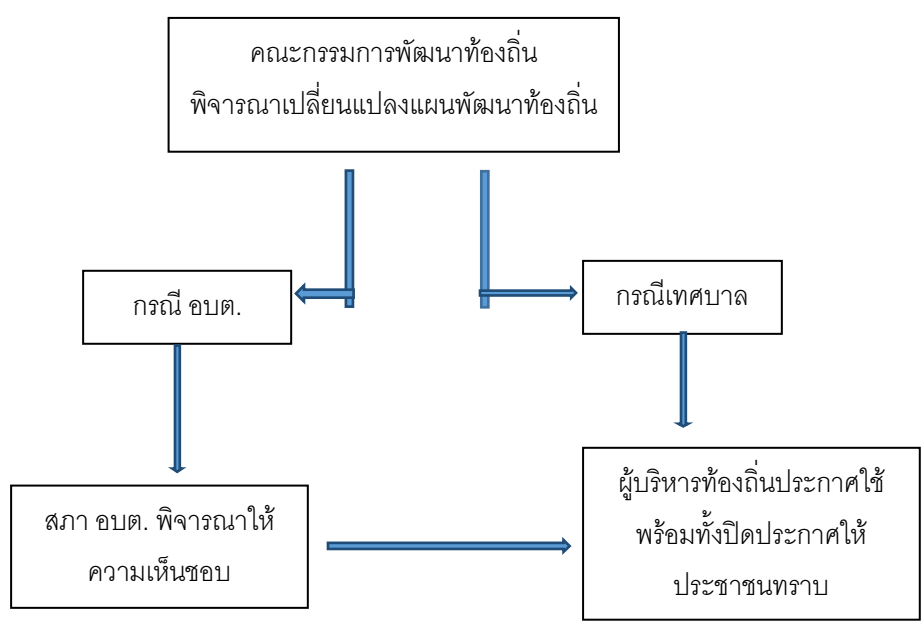 คณะกรรมการพัฒนาท้องถิ่น
พิจารณาเปลี่ยนแปลงแผนพัฒนาท้องถิ่น
กรณี อบต.
กรณีเทศบาล
สภา อบต. พิจารณาให้
ความเห็นชอบ
ผู้บริหารท้องถิ่นประกาศใช้
พร้อมทั้งปิดประกาศให้
ประชาชนทราบ